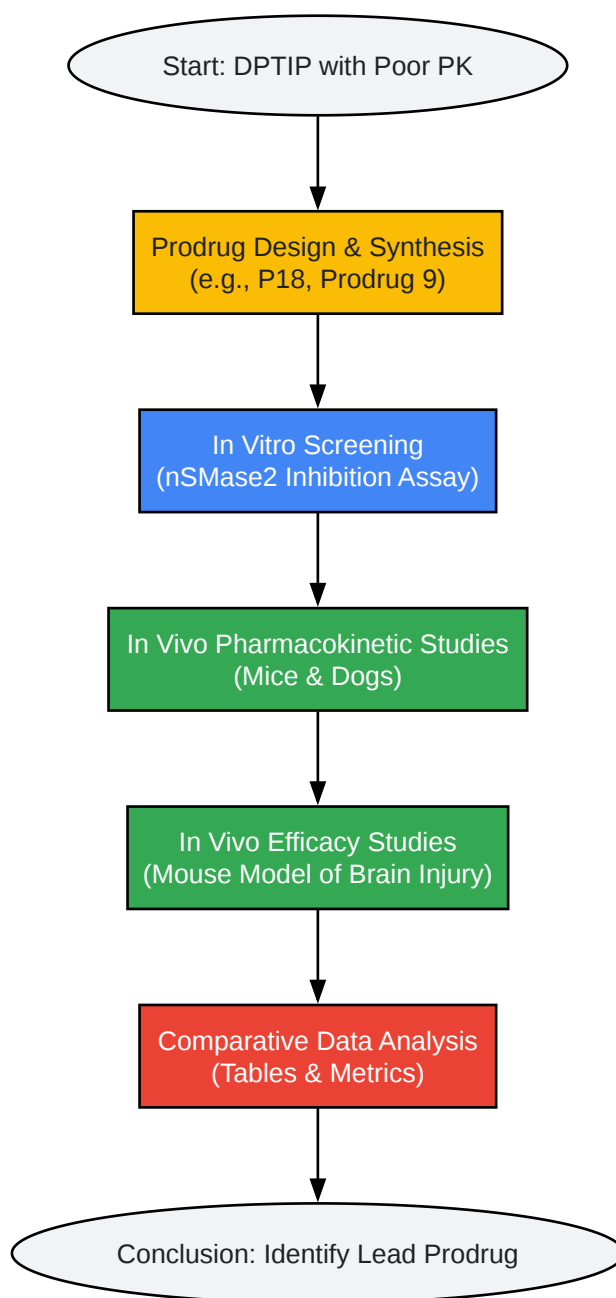 Start: DPTIP with Poor PK
Prodrug Design & Synthesis
(e.g., P18, Prodrug 9)
In Vitro Screening
(nSMase2 Inhibition Assay)
In Vivo Pharmacokinetic Studies
(Mice & Dogs)
In Vivo Efficacy Studies
(Mouse Model of Brain Injury)
Comparative Data Analysis
(Tables & Metrics)
Conclusion: Identify Lead Prodrug